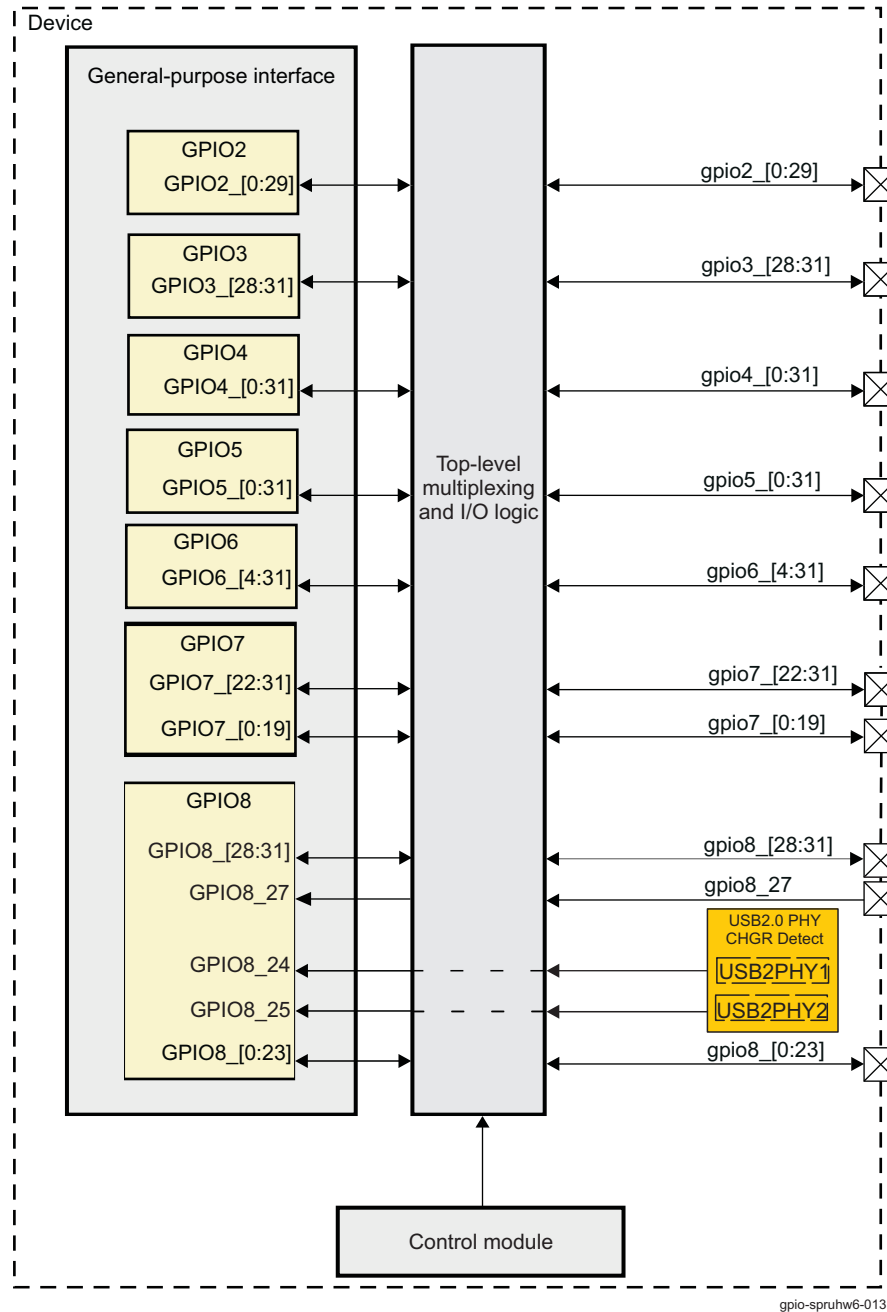 Device
General-purpose interface
GPIO2
GPIO2_[0:29]
gpio2_[0:29]
GPIO3
GPIO3_[28:31]
gpio3_[28:31]
GPIO4
GPIO4_[0:31]
gpio4_[0:31]
GPIO5
GPIO5_[0:31]
gpio5_[0:31]
Top-level
multiplexing
and I/O logic
GPIO6
GPIO6_[4:31]
gpio6_[4:31]
GPIO7
GPIO7_[22:31]
gpio7_[22:31]
GPIO7_[0:19]
gpio7_[0:19]
GPIO8
GPIO8_[28:31]
gpio8_[28:31]
GPIO8_27
gpio8_27
USB2.0 PHY
CHGR Detect
GPIO8_24
USB2PHY1
GPIO8_25
USB2PHY2
GPIO8_[0:23]
gpio8_[0:23]
Control module
gpio-spruhw6-013